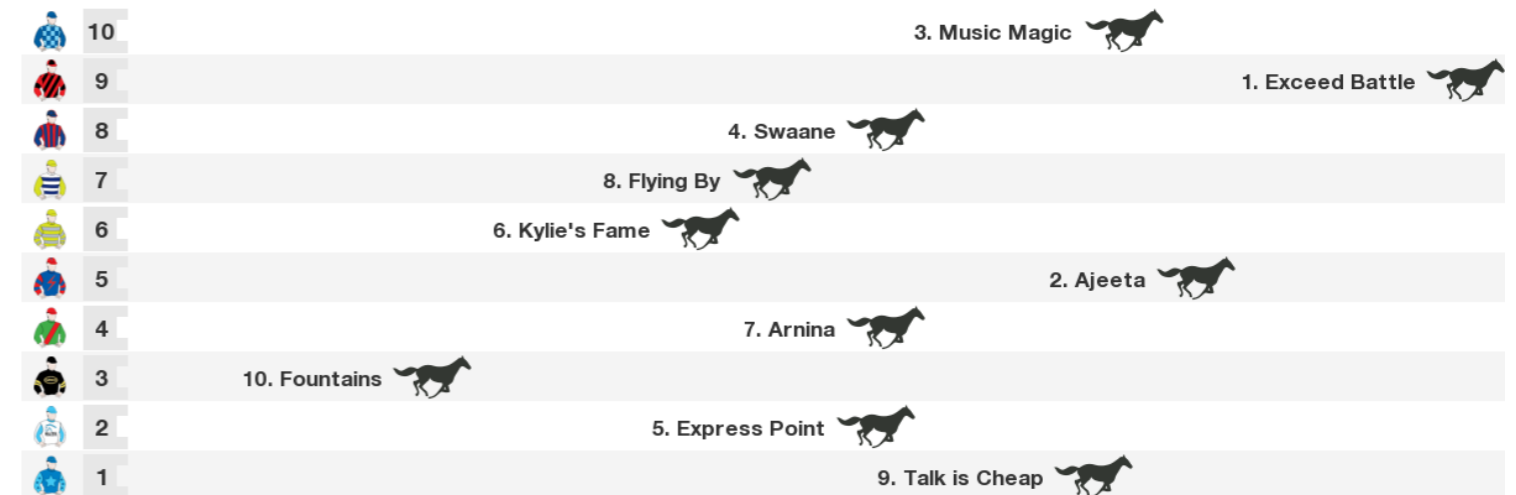 10 3. Music Magic
9 1. Exceed Battle
8 4. Swaane
7 8. Flying By
6 6. Kylie's Fame
5 2. Ajeeta
4 7. Arnina
3 10. Fountains
2 5. Express Point
1 9. Talk is Cheap